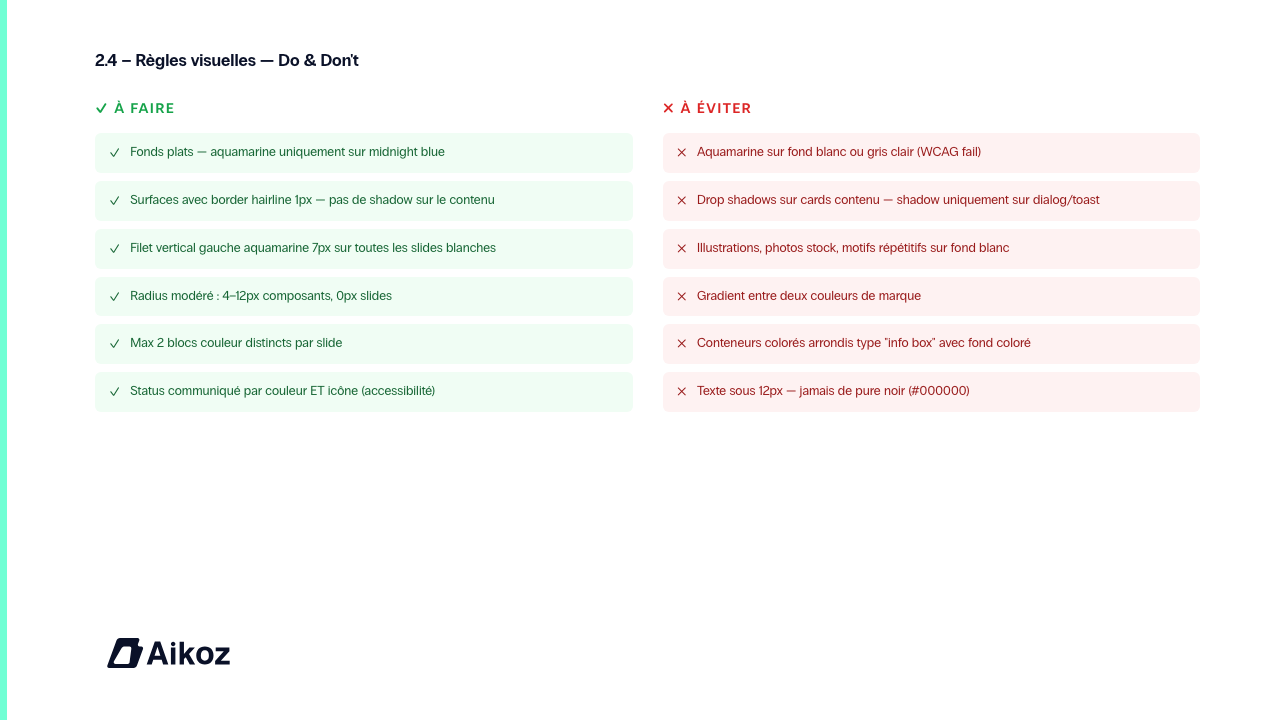 2.4 – Règles visuelles — Do & Don't
✓ À FAIRE
✓ Fonds plats — aquamarine uniquement sur midnight blue
✓ Surfaces avec border hairline 1px — pas de shadow sur le contenu
✓ Filet vertical gauche aquamarine 7px sur toutes les slides blanches
✓ Radius modéré : 4–12px composants, 0px slides
✓ Max 2 blocs couleur distincts par slide
✓ Status communiqué par couleur ET icône (accessibilité)
✕ À ÉVITER
✕ Aquamarine sur fond blanc ou gris clair (WCAG fail)
✕ Drop shadows sur cards contenu — shadow uniquement sur dialog/toast
✕ Illustrations, photos stock, motifs répétitifs sur fond blanc
✕ Gradient entre deux couleurs de marque
✕ Conteneurs colorés arrondis type "info box" avec fond coloré
✕ Texte sous 12px — jamais de pure noir (#000000)
Aikoz